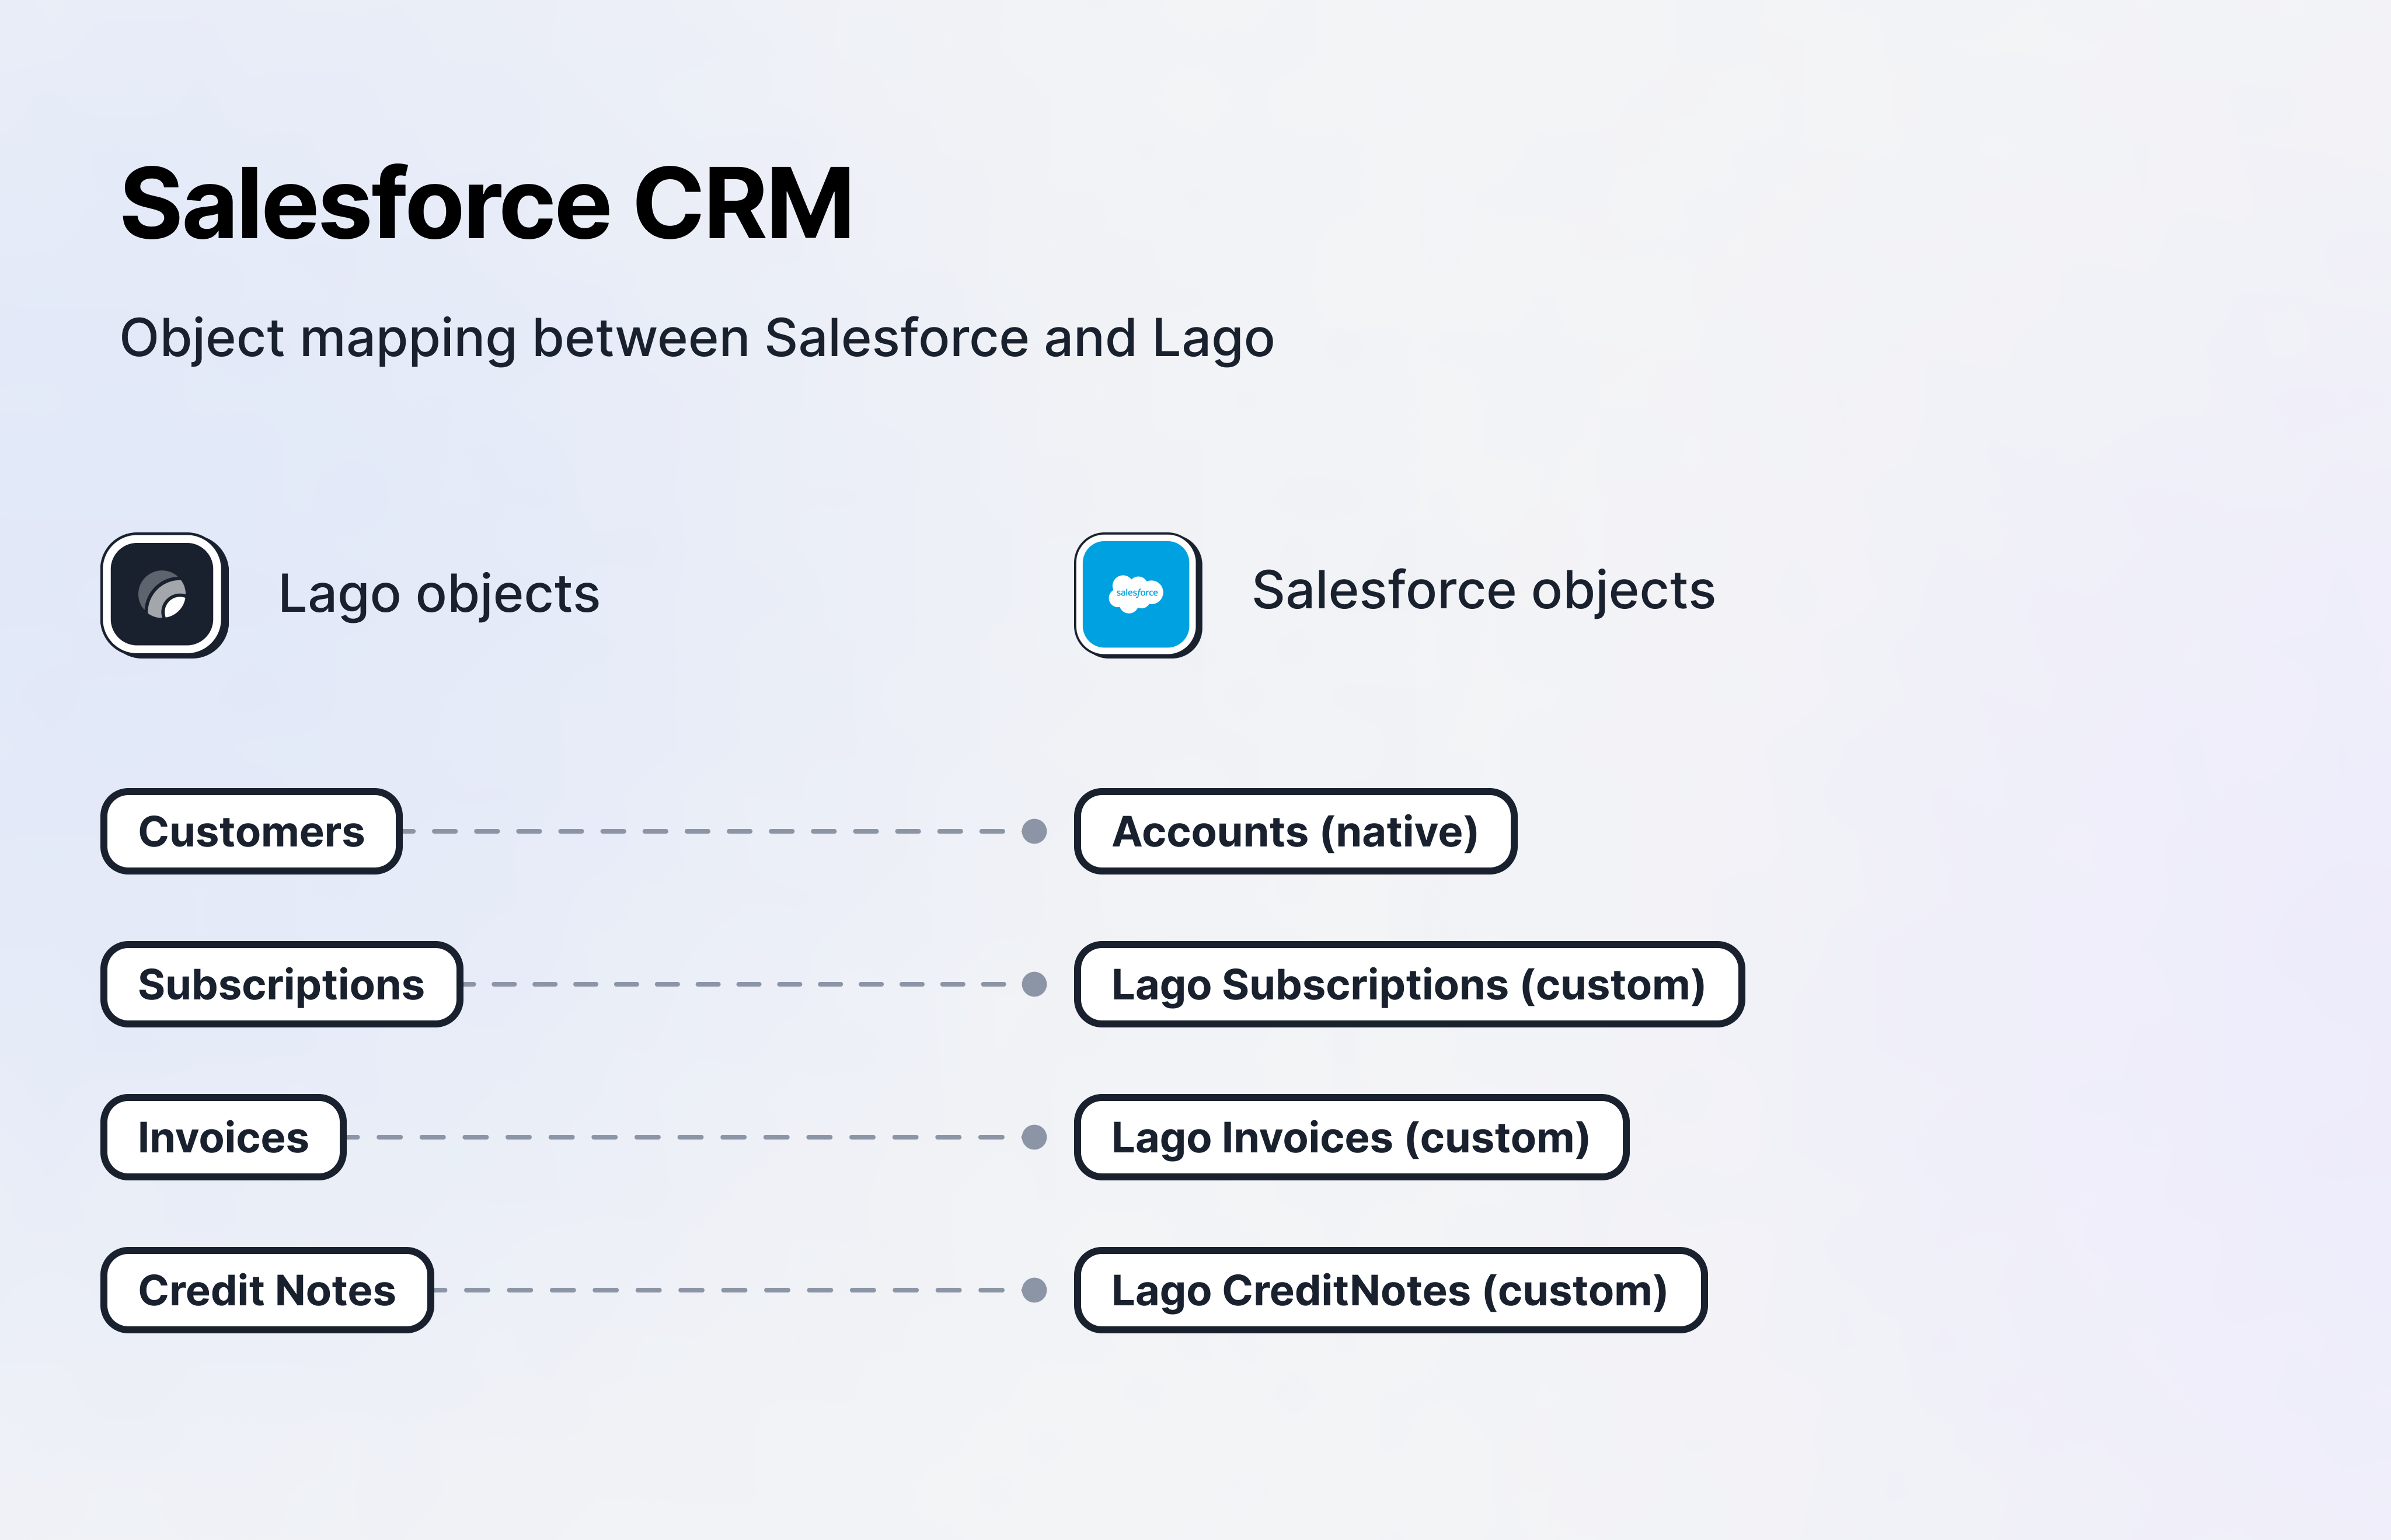 Salesforce CRM
Object mapping between Salesforce and Lago
Lago objects
salesforce
Salesforce objects
Customers
Accounts (native)
Subscriptions
Lago Subscriptions (custom)
Invoices
Lago Invoices (custom)
Credit Notes
Lago CreditNotes (custom)